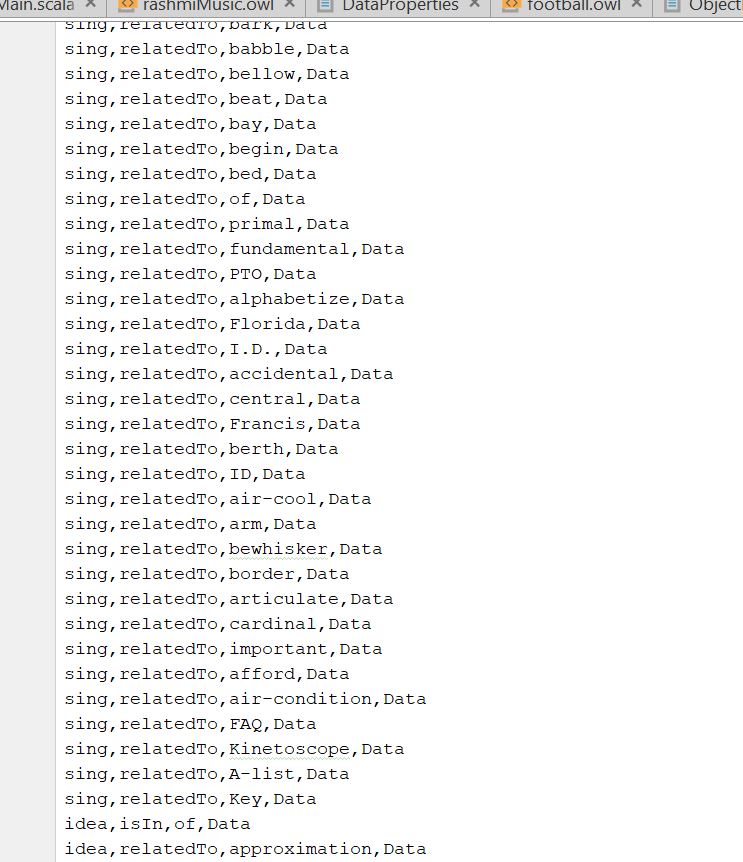 Main.scala rashmiMusic.owl DataProperties football.owl Object
sing,relatedTo,bark,Data
sing,relatedTo,babble,Data
sing,relatedTo,bellow,Data
sing,relatedTo,beat,Data
sing,relatedTo,bay,Data
sing,relatedTo,begin,Data
sing,relatedTo,bed,Data
sing,relatedTo,of,Data
sing,relatedTo,primal,Data
sing,relatedTo,fundamental,Data
sing,relatedTo,PTO,Data
sing,relatedTo,alphabetize,Data
sing,relatedTo,Florida,Data
sing,relatedTo,I.D.,Data
sing,relatedTo,accidental,Data
sing,relatedTo,central,Data
sing,relatedTo,Francis,Data
sing,relatedTo,berth,Data
sing,relatedTo,ID,Data
sing,relatedTo,air-cool,Data
sing,relatedTo,arm,Data
sing,relatedTo,bewhisker,Data
sing,relatedTo,border,Data
sing,relatedTo,articulate,Data
sing,relatedTo,cardinal,Data
sing,relatedTo,important,Data
sing,relatedTo,afford,Data
sing,relatedTo,air-condition,Data
sing,relatedTo,FAQ,Data
sing,relatedTo,Kinetoscope,Data
sing,relatedTo,A-list,Data
sing,relatedTo,Key,Data
idea,isIn,of,Data
idea,relatedTo,approximation,Data